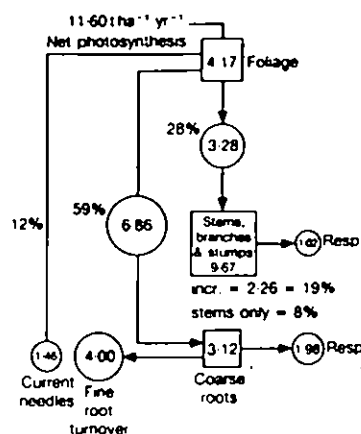 11·60 t ha⁻¹ yr⁻¹
Net photosynthesis
4·17
Foliage
28%
3·28
59%
6·86
12%
Stems,
branches
& stumps
9·67
1·02
Resp
incr. = 2·26 = 19%
stems only = 8%
1·46
4·00
3·12
1·98
Resp
Current
needles
Fine
root
turnover
Coarse
roots